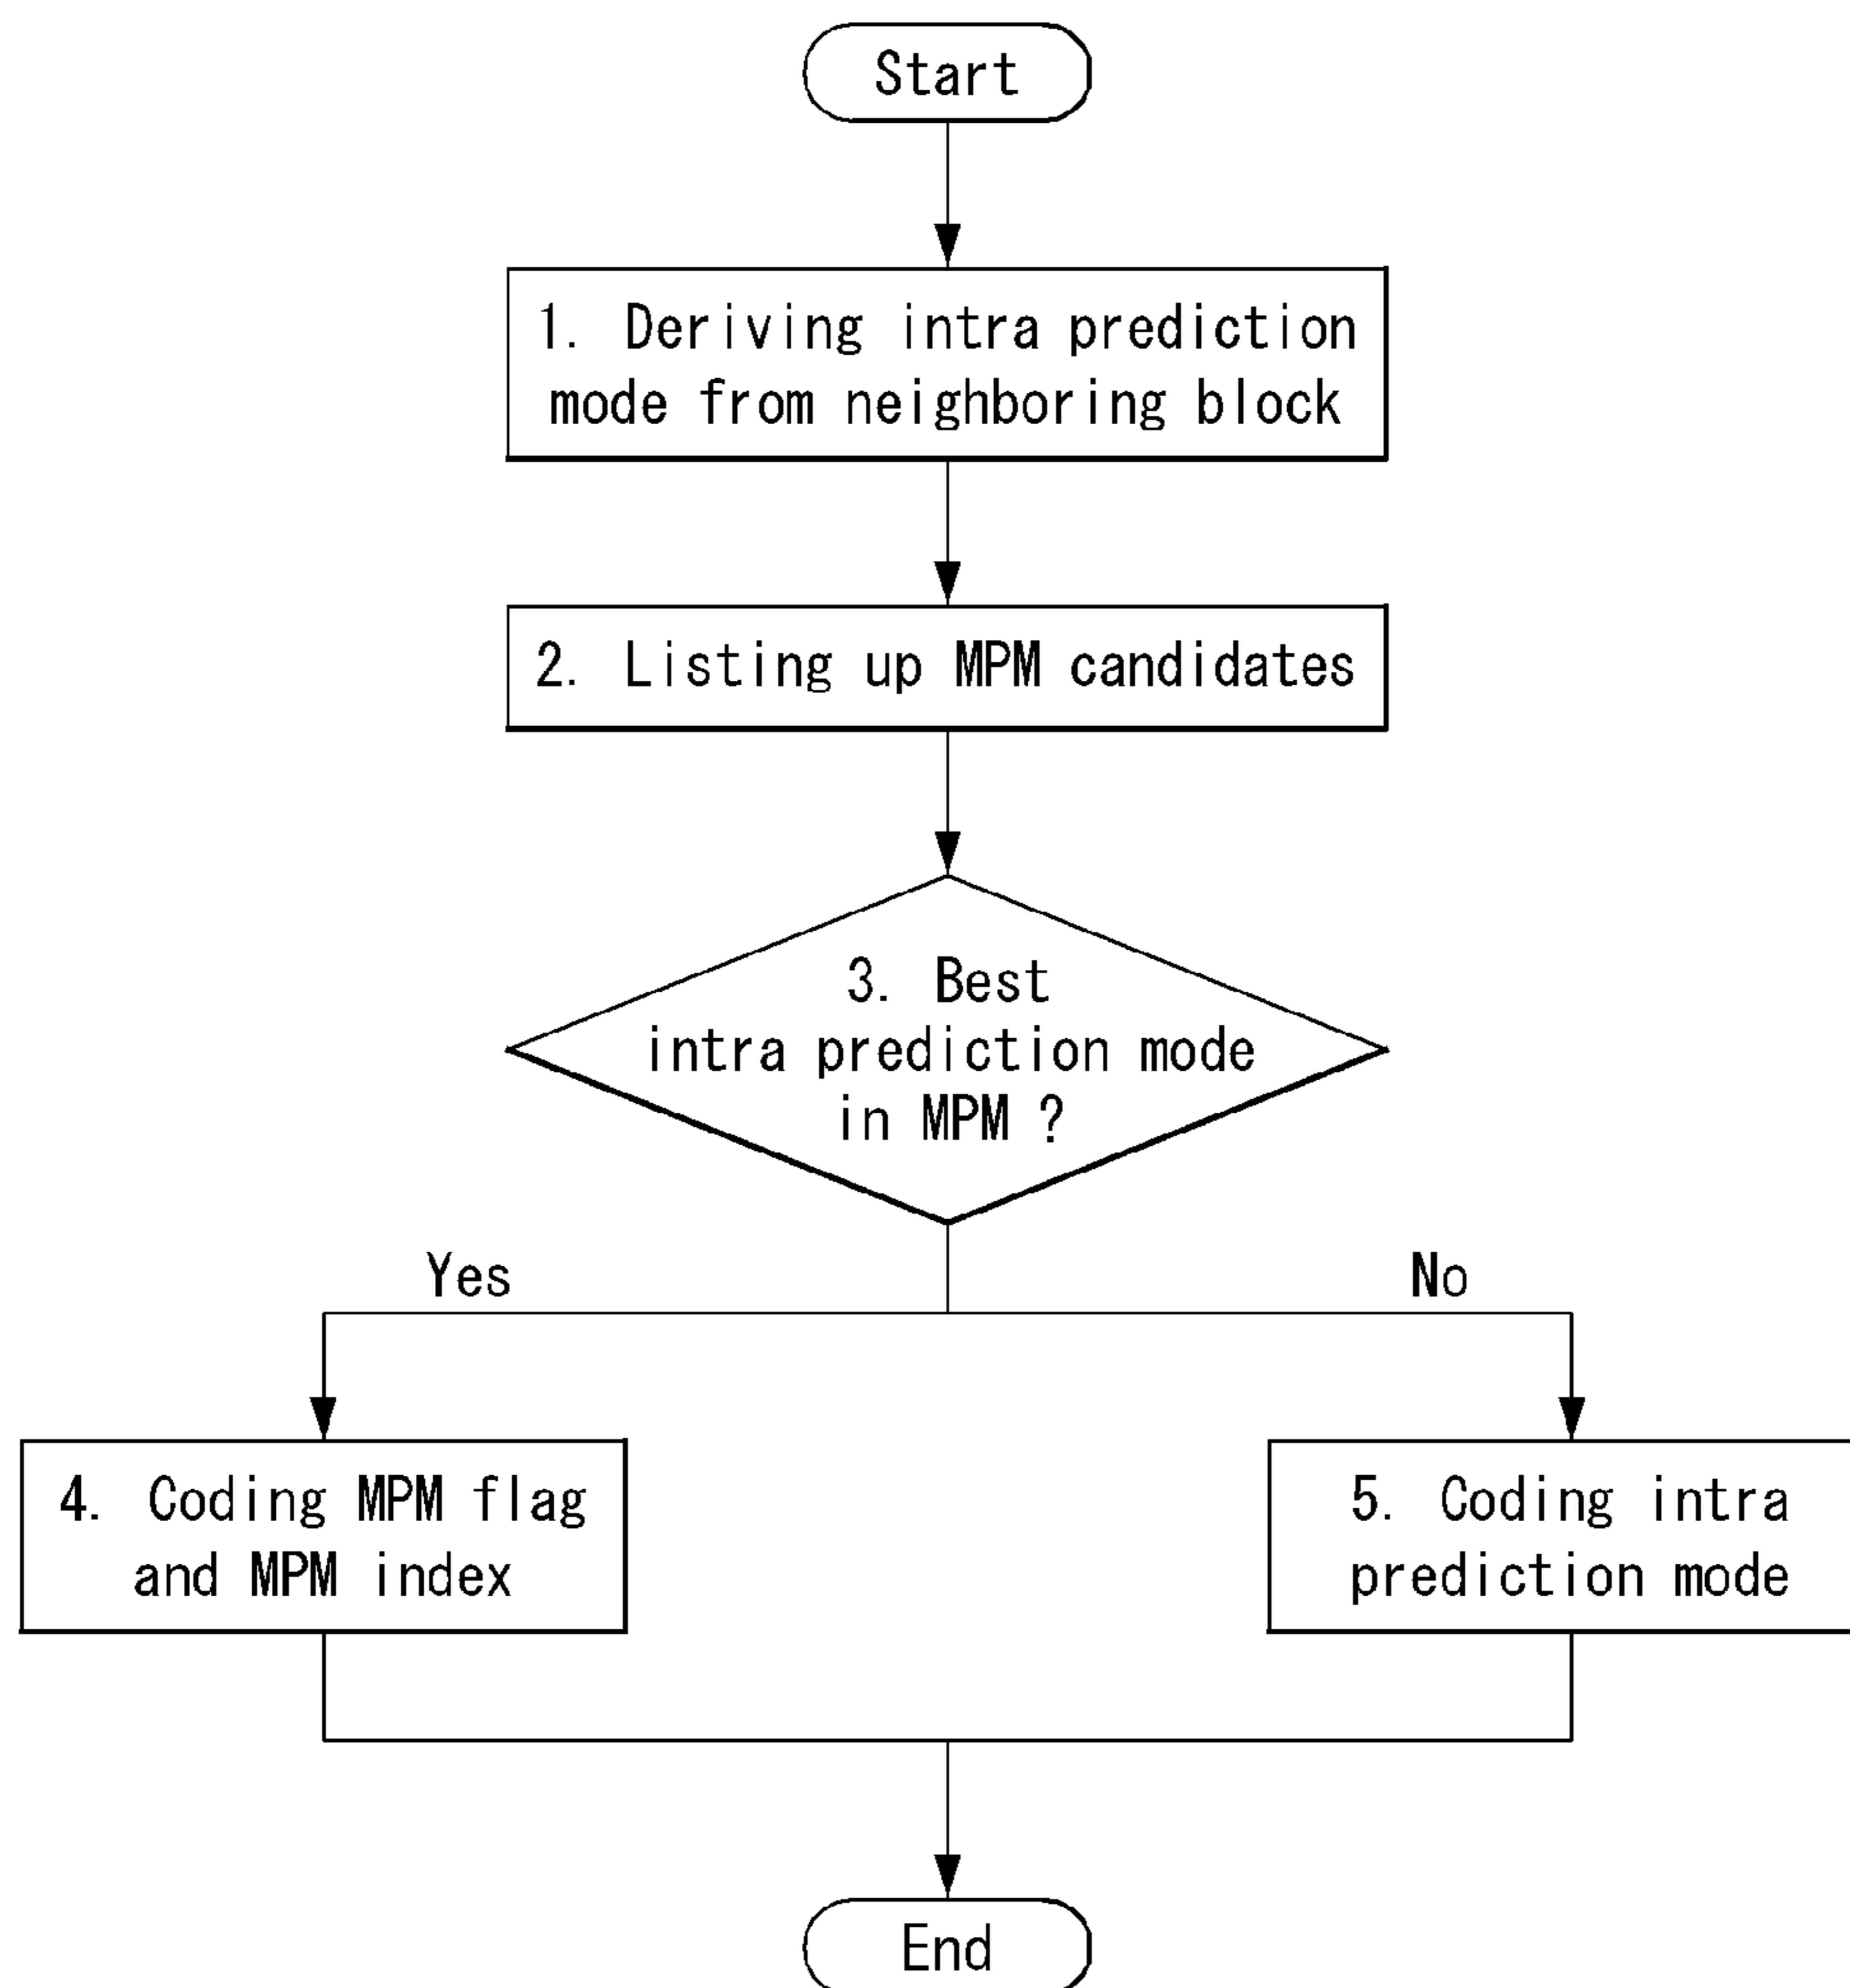 Start
1. Deriving intra prediction
mode from neighboring block
2. Listing up MPM candidates
3. Best
intra prediction mode
in MPM ?
Yes
No
4. Coding MPM flag
and MPM index
5. Coding intra
prediction mode
End